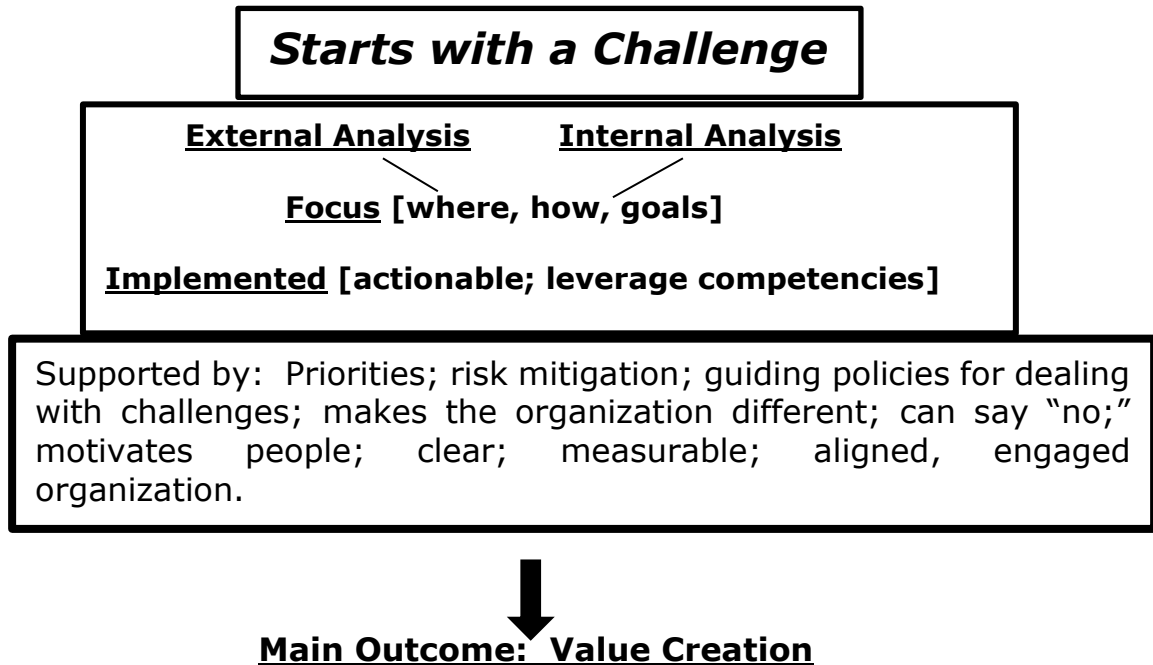 Starts with a Challenge
External Analysis Internal Analysis
Focus [where, how, goals]
Implemented [actionable; leverage competencies]
Supported by: Priorities; risk mitigation; guiding policies for dealing
with challenges; makes the organization different; can say “no;”
motivates people; clear; measurable; aligned, engaged
organization.
Main Outcome: Value Creation